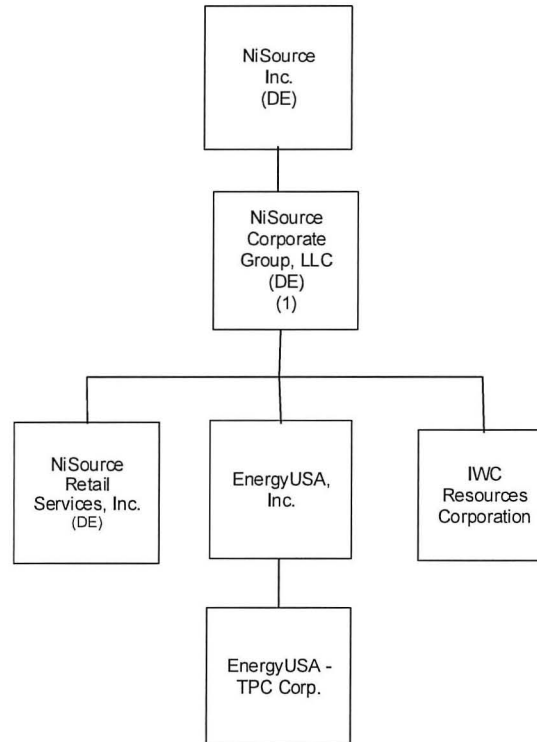 NiSource
Inc.
(DE)
NiSource
Corporate
Group, LLC
(DE)
(1)
NiSource
Retail
Services, Inc.
(DE)
EnergyUSA,
Inc.
IWC
Resources
Corporation
EnergyUSA -
TPC Corp.